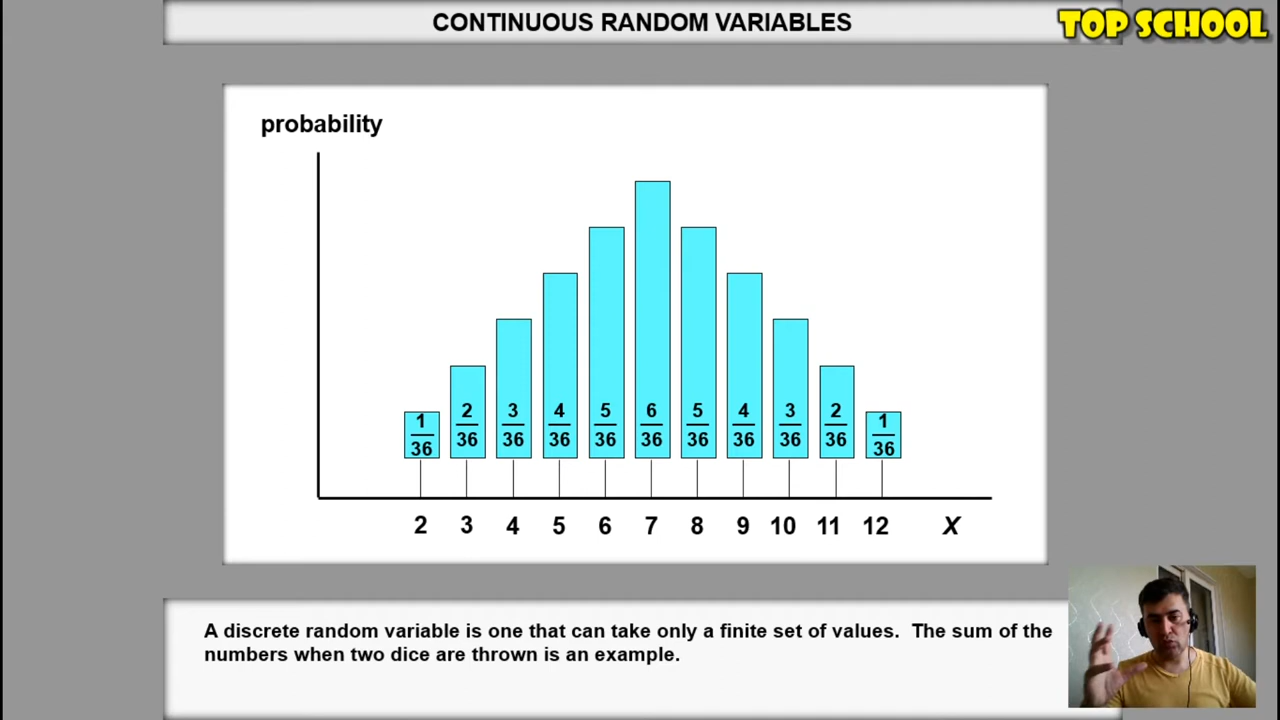 CONTINUOUS RANDOM VARIABLES
TOP SCHOOL
probability
1/36 2/36 3/36 4/36 5/36 6/36 5/36 4/36 3/36 2/36 1/36
2 3 4 5 6 7 8 9 10 11 12 X
A discrete random variable is one that can take only a finite set of values. The sum of the
numbers when two dice are thrown is an example.